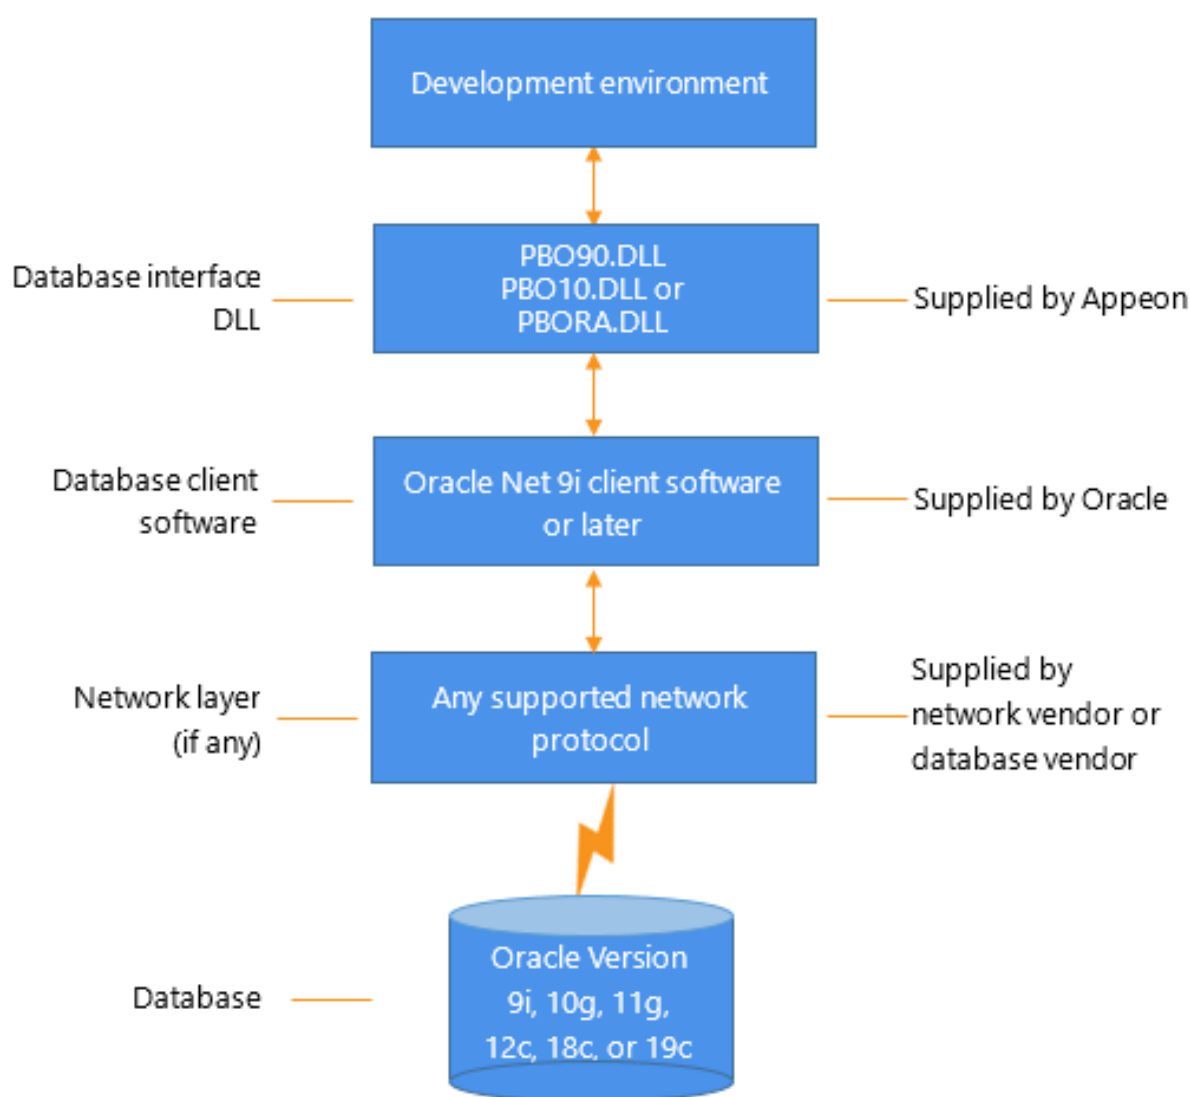 Development environment
Database interface
DLL
PBO90.DLL
PBO10.DLL or
PBORA.DLL
Supplied by Appeon
Database client
software
Oracle Net 9i client software
or later
Supplied by Oracle
Network layer
(if any)
Any supported network
protocol
Supplied by
network vendor or
database vendor
Database
Oracle Version
9i, 10g, 11g,
12c, 18c, or 19c